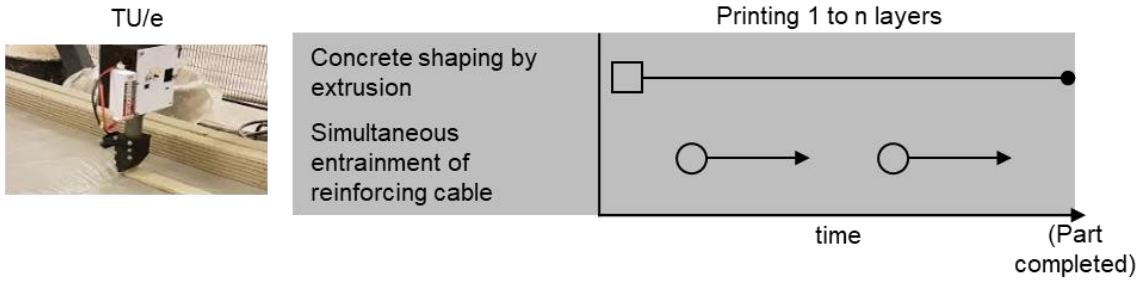 TU/e
Printing 1 to n layers
Concrete shaping by
extrusion
Simultaneous
entrainment of
reinforcing cable
time
(Part
completed)